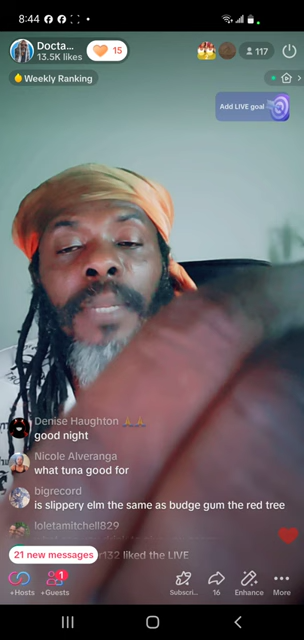 8:44
Docta...
13.5K likes
15
117
Weekly Ranking
Add LIVE goal
Denise Haughton 🙏🙏
good night
Nicole Alveranga
what tuna good for
bigrecord
is slippery elm the same as budge gum the red tree
loletamitchell829
21 new messages
r132 liked the LIVE
1
+Hosts
+Guests
Subscri...
16
Enhance
More